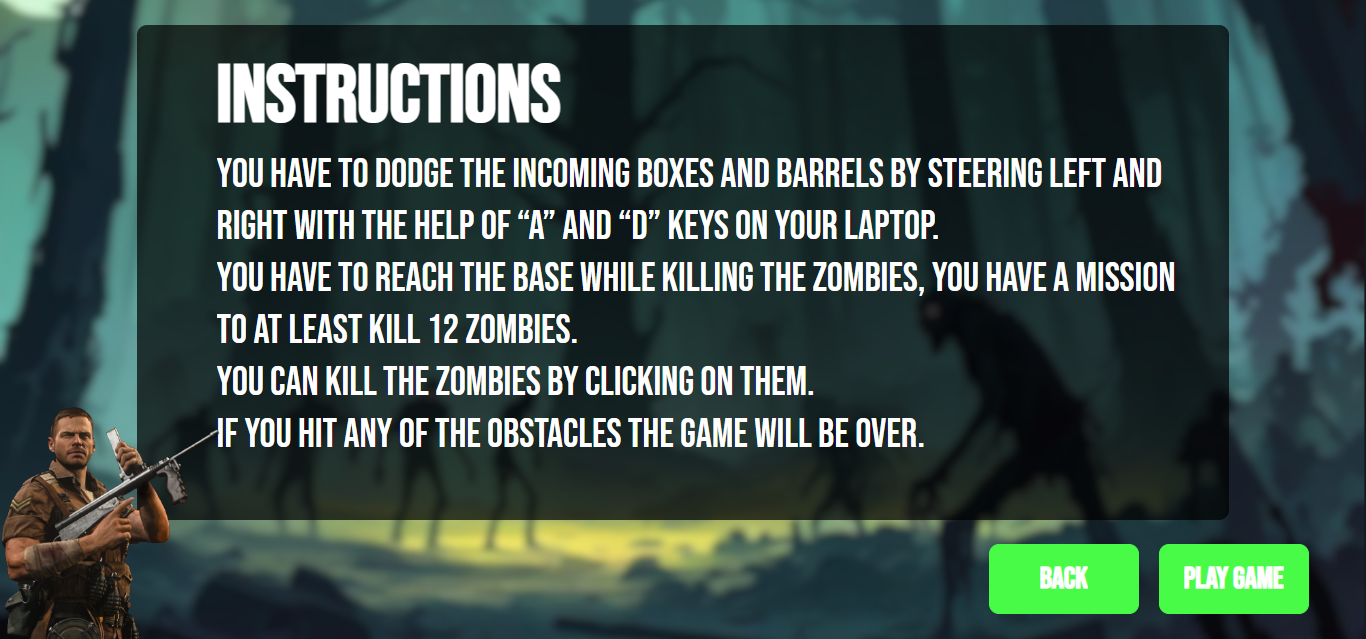 INSTRUCTIONS
YOU HAVE TO DODGE THE INCOMING BOXES AND BARRELS BY STEERING LEFT AND
RIGHT WITH THE HELP OF “A” AND “D” KEYS ON YOUR LAPTOP.
YOU HAVE TO REACH THE BASE WHILE KILLING THE ZOMBIES, YOU HAVE A MISSION
TO AT LEAST KILL 12 ZOMBIES.
YOU CAN KILL THE ZOMBIES BY CLICKING ON THEM.
IF YOU HIT ANY OF THE OBSTACLES THE GAME WILL BE OVER.
BACK
PLAY GAME